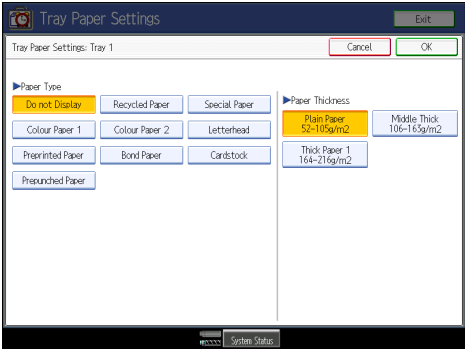 Tray Paper Settings
Exit
Tray Paper Settings: Tray 1
Cancel
OK
▶Paper Type
Do not Display
Recycled Paper
Special Paper
Colour Paper 1
Colour Paper 2
Letterhead
Preprinted Paper
Bond Paper
Cardstock
Prepunched Paper
▶Paper Thickness
Plain Paper
52-105g/m2
Middle Thick
106-163g/m2
Thick Paper 1
164-216g/m2
System Status